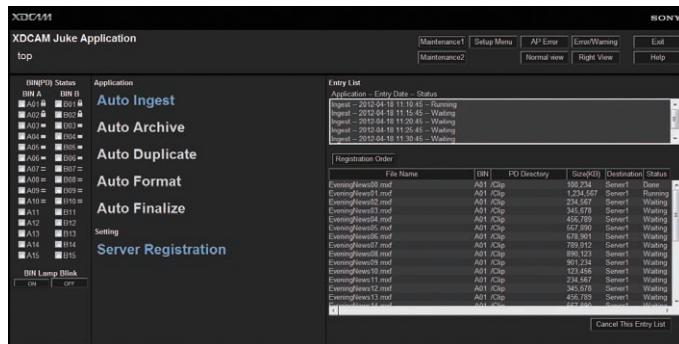 XDCAM
SONY
XDCAM Juke Application
top
Maintenance1 Setup Menu AP Error Error/Warning Exit
Maintenance2 Normal view Right View Help
BIN(PD) Status
BIN A BIN B
A01 B01
A02 B02
A03 B03
A04 B04
A05 B05
A06 B06
A07 B07
A08 B08
A09 B09
A10 B10
A11 B11
A12 B12
A13 B13
A14 B14
A15 B15
BIN Lamp Blink
ON OFF
Application
Auto Ingest
Auto Archive
Auto Duplicate
Auto Format
Auto Finalize
Setting
Server Registration
Entry List
Application -- Entry Date -- Status
Ingest -- 2012-04-18 11:10:45 -- Running
Ingest -- 2012-04-18 11:15:45 -- Waiting
Ingest -- 2012-04-18 11:20:45 -- Waiting
Ingest -- 2012-04-18 11:25:45 -- Waiting
Ingest -- 2012-04-18 11:30:45 -- Waiting
Registration Order
File Name BIN PD Directory Size(KB) Destination Status
EveningNews00.mxf A01 /Clip 100,234 Server1 Done
EveningNews01.mxf A01 /Clip 1,234,567 Server1 Running
EveningNews02.mxf A01 /Clip 234,567 Server1 Waiting
EveningNews03.mxf A01 /Clip 345,678 Server1 Waiting
EveningNews04.mxf A01 /Clip 456,789 Server1 Waiting
EveningNews05.mxf A01 /Clip 567,890 Server1 Waiting
EveningNews06.mxf A01 /Clip 678,901 Server1 Waiting
EveningNews07.mxf A01 /Clip 789,012 Server1 Waiting
EveningNews08.mxf A01 /Clip 890,123 Server1 Waiting
EveningNews09.mxf A01 /Clip 901,234 Server1 Waiting
EveningNews10.mxf A01 /Clip 123,456 Server1 Waiting
EveningNews11.mxf A01 /Clip 234,567 Server1 Waiting
EveningNews12.mxf A01 /Clip 345,678 Server1 Waiting
EveningNews13.mxf A01 /Clip 456,789 Server1 Waiting
Cancel This Entry List